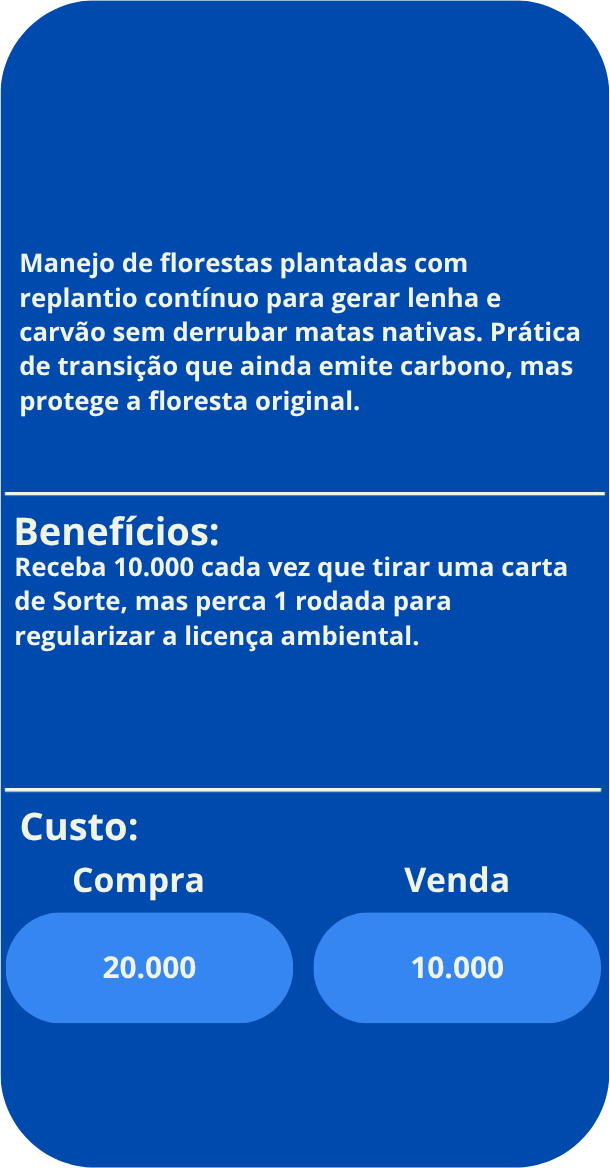 Manejo de florestas plantadas com
replantio contínuo para gerar lenha e
carvão sem derrubar matas nativas. Prática
de transição que ainda emite carbono, mas
protege a floresta original.
Benefícios:
Receba 10.000 cada vez que tirar uma carta
de Sorte, mas perca 1 rodada para
regularizar a licença ambiental.
Custo:
Compra
Venda
20.000
10.000